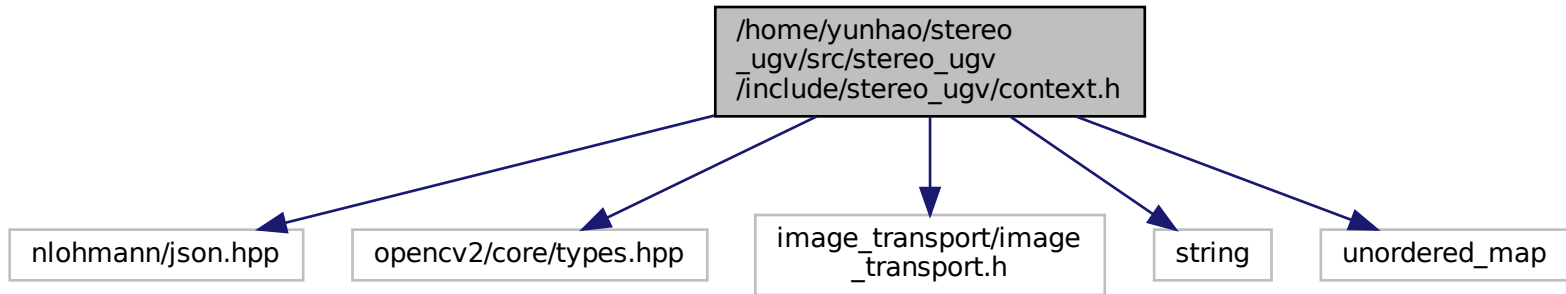 /home/yunhao/stereo
_ugv/src/stereo_ugv
/include/stereo_ugv/context.h
nlohmann/json.hpp
opencv2/core/types.hpp
image_transport/image
_transport.h
string
unordered_map